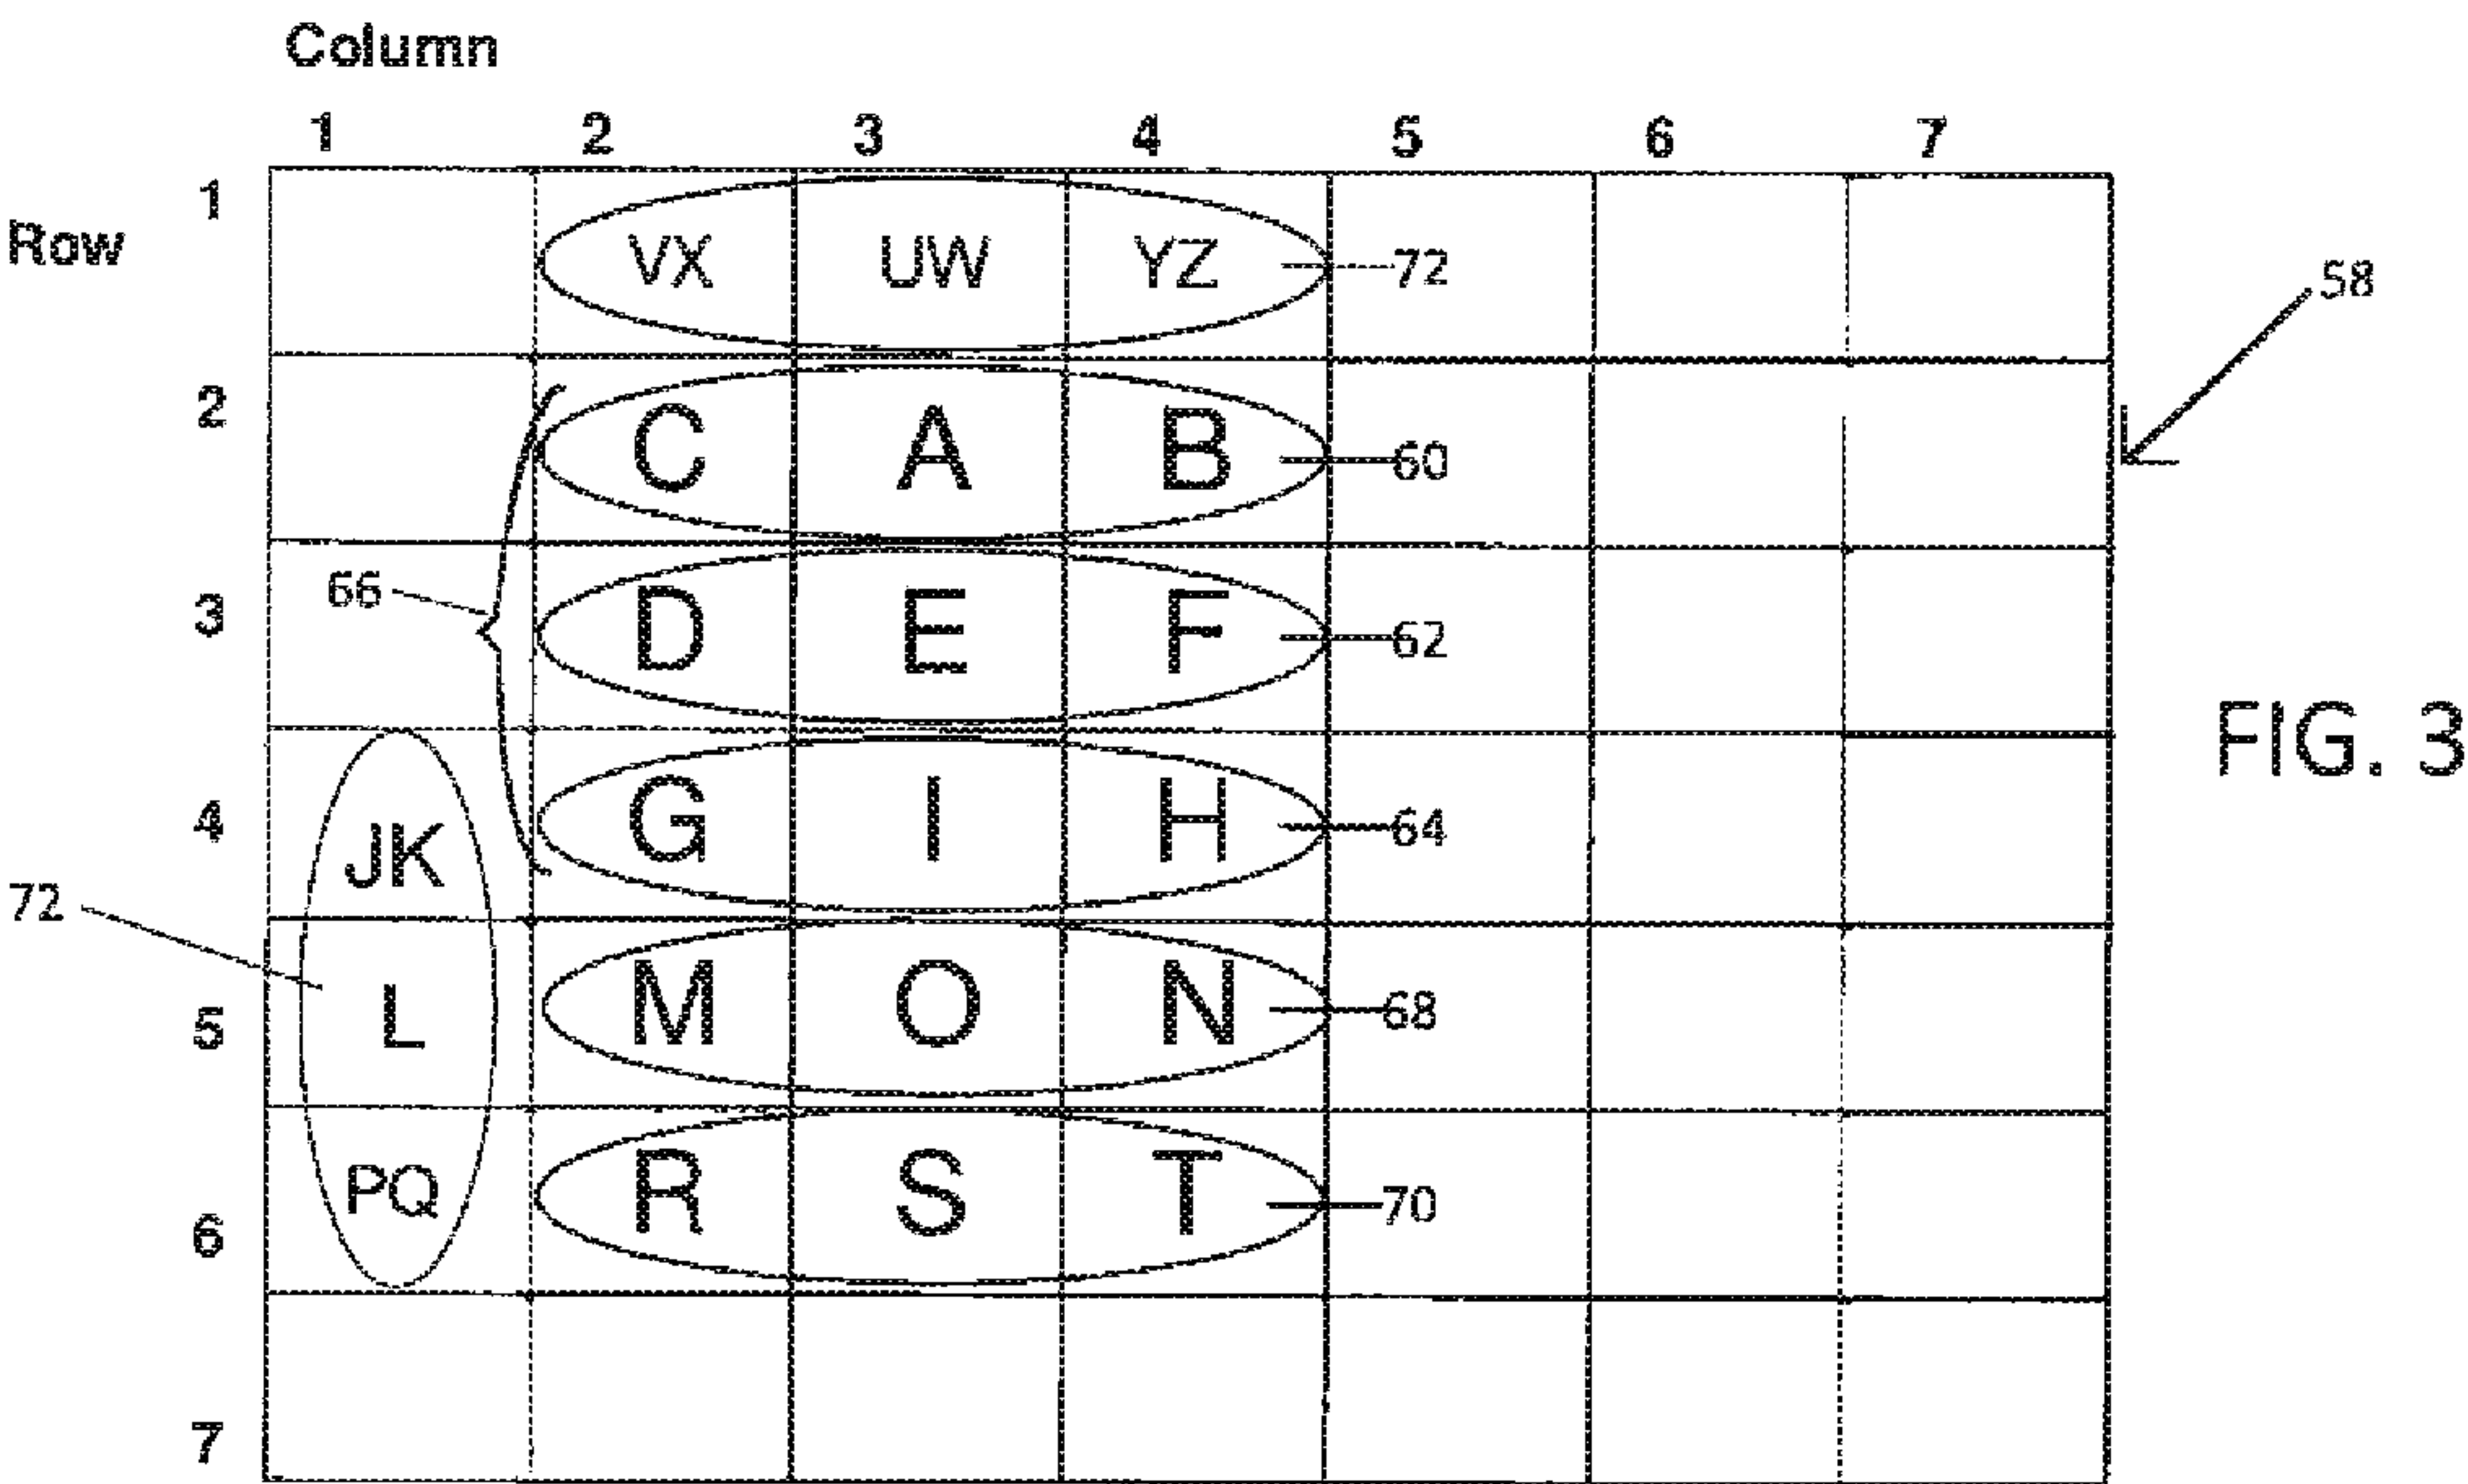 Column
1 2 3 4 5 6 7
Row 1 VX UW YZ 72
58
2 C A B 60
66
3 D E F 62
FIG. 3
4 JK G I H 64
72
5 L M O N 68
6 PQ R S T 70
7